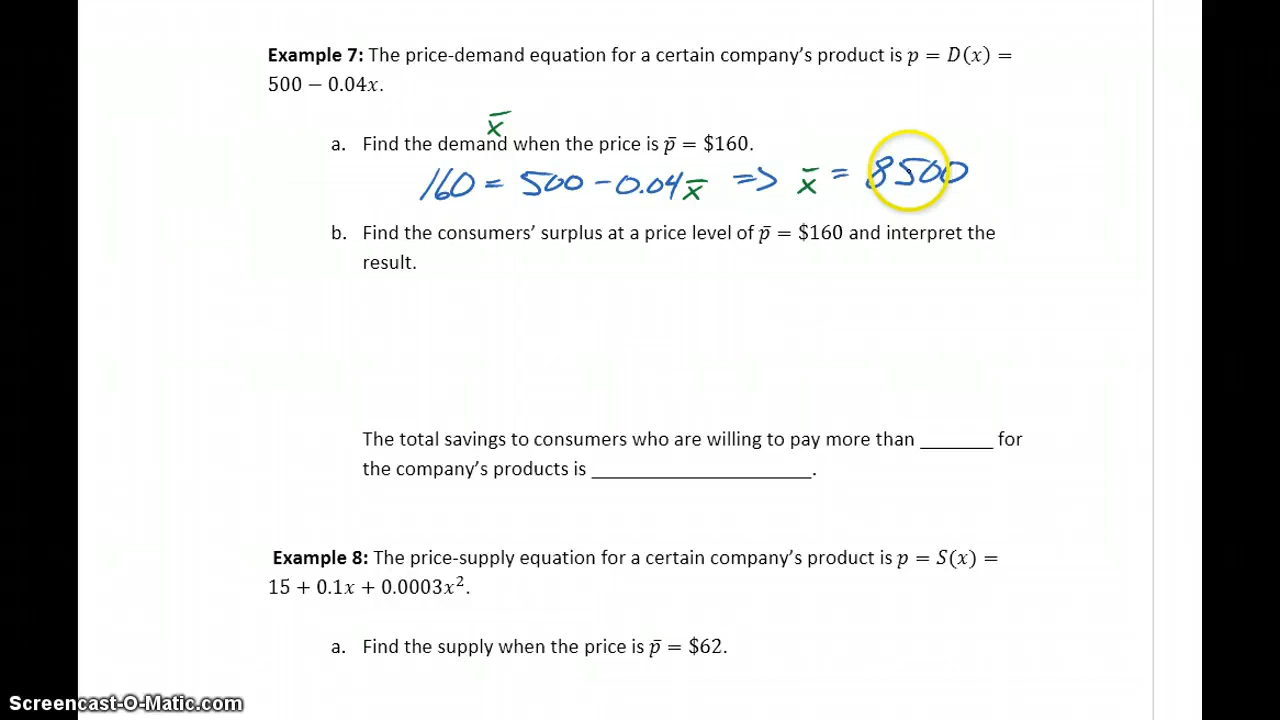 Example 7: The price-demand equation for a certain company's product is p = D(x) =
500 − 0.04x.
x̄
a. Find the demand when the price is p̄ = $160.
160 = 500 - 0.04x̄ => x̄ = 8500
b. Find the consumers' surplus at a price level of p̄ = $160 and interpret the
result.
The total savings to consumers who are willing to pay more than _______ for
the company's products is ______________________.
Example 8: The price-supply equation for a certain company's product is p = S(x) =
15 + 0.1x + 0.0003x².
a. Find the supply when the price is p̄ = $62.
Screencast-O-Matic.com